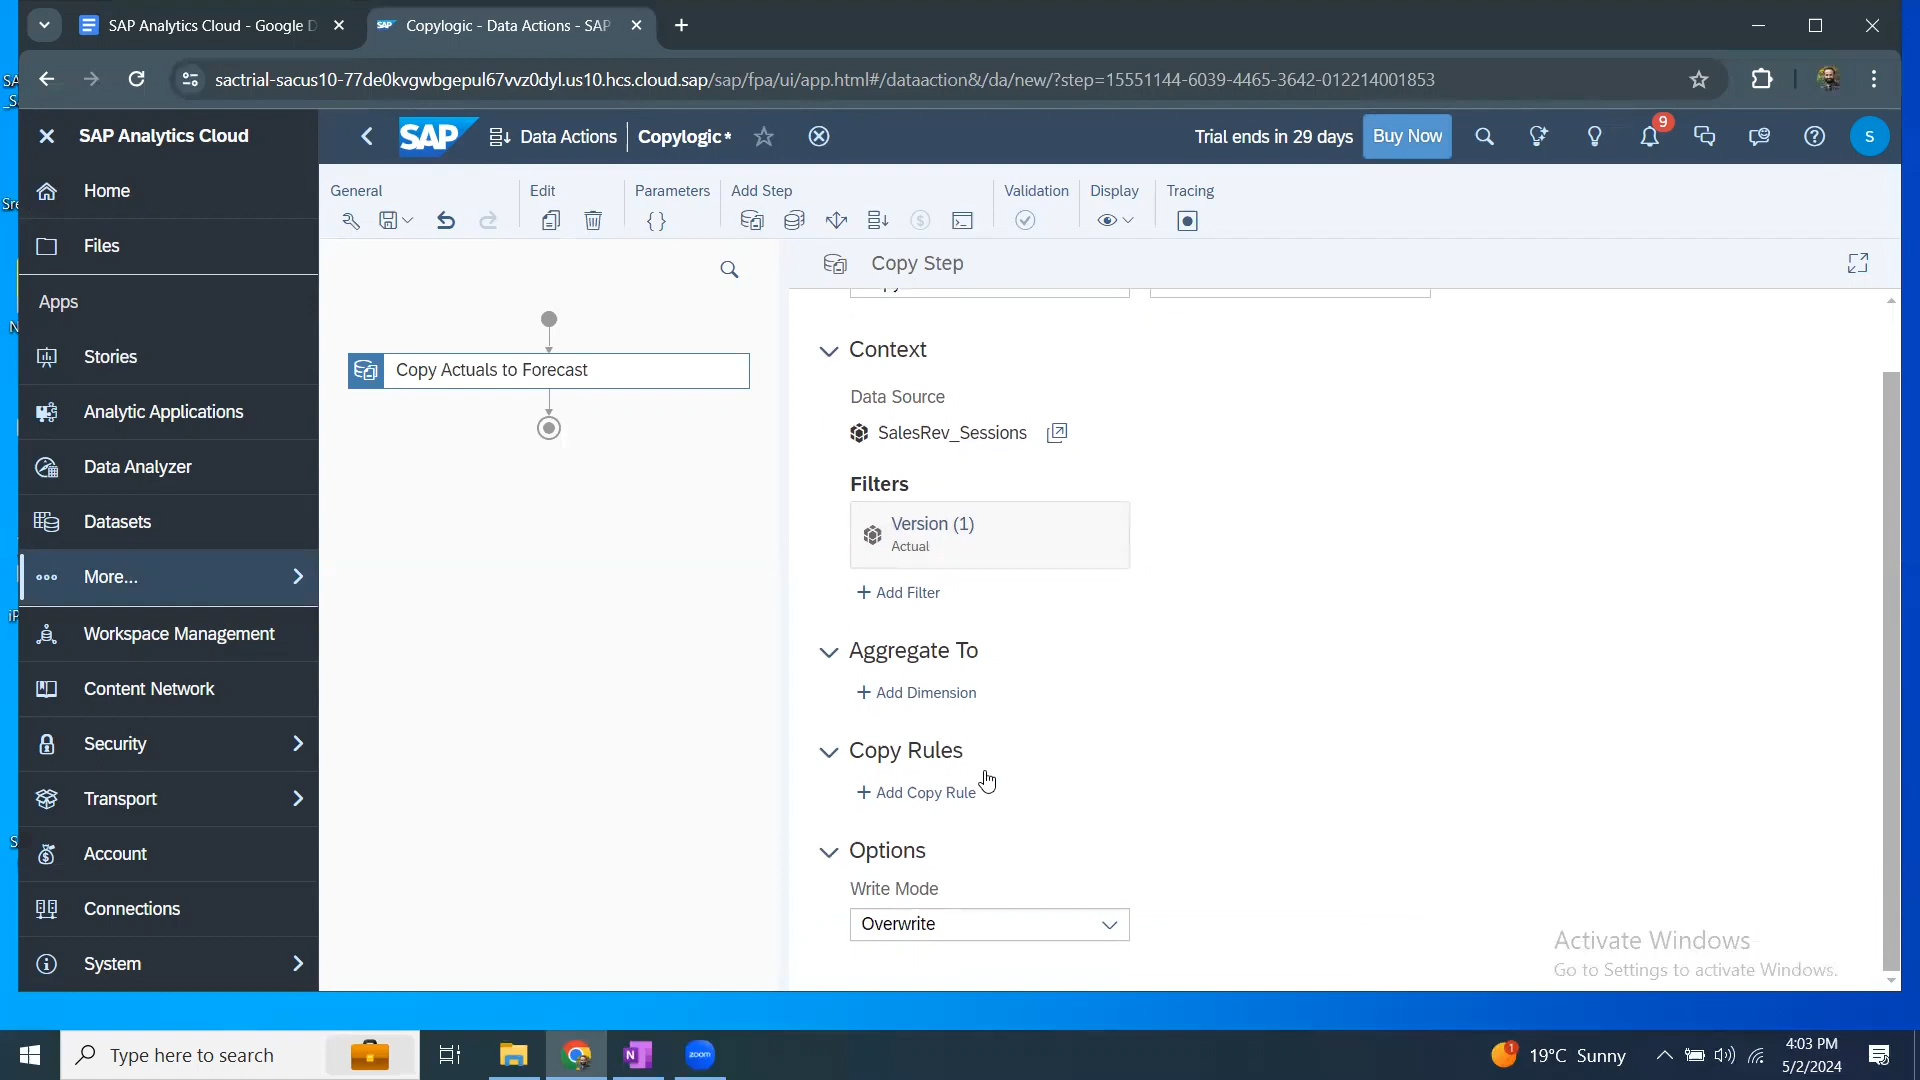 SAP Analytics Cloud - Google D
Copylogic - Data Actions - SAP
sactrial-sacus10-77de0kvgwbgepul67vvz0dyl.us10.hcs.cloud.sap/sap/fpa/ui/app.html#/dataaction&/da/new/?step=15551144-6039-4465-3642-012214001853
SAP Analytics Cloud
SAP
Data Actions
Copylogic*
Trial ends in 29 days
Buy Now
9
S
Home
Files
Apps
Stories
Analytic Applications
Data Analyzer
Datasets
More...
Workspace Management
Content Network
Security
Transport
Account
Connections
System
General
Edit
Parameters
Add Step
Validation
Display
Tracing
Copy Actuals to Forecast
Copy Step
Context
Data Source
SalesRev_Sessions
Filters
Version (1)
Actual
+ Add Filter
Aggregate To
+ Add Dimension
Copy Rules
+ Add Copy Rule
Options
Write Mode
Overwrite
Activate Windows
Go to Settings to activate Windows.
Type here to search
zoom
1
19°C Sunny
4:03 PM
5/2/2024